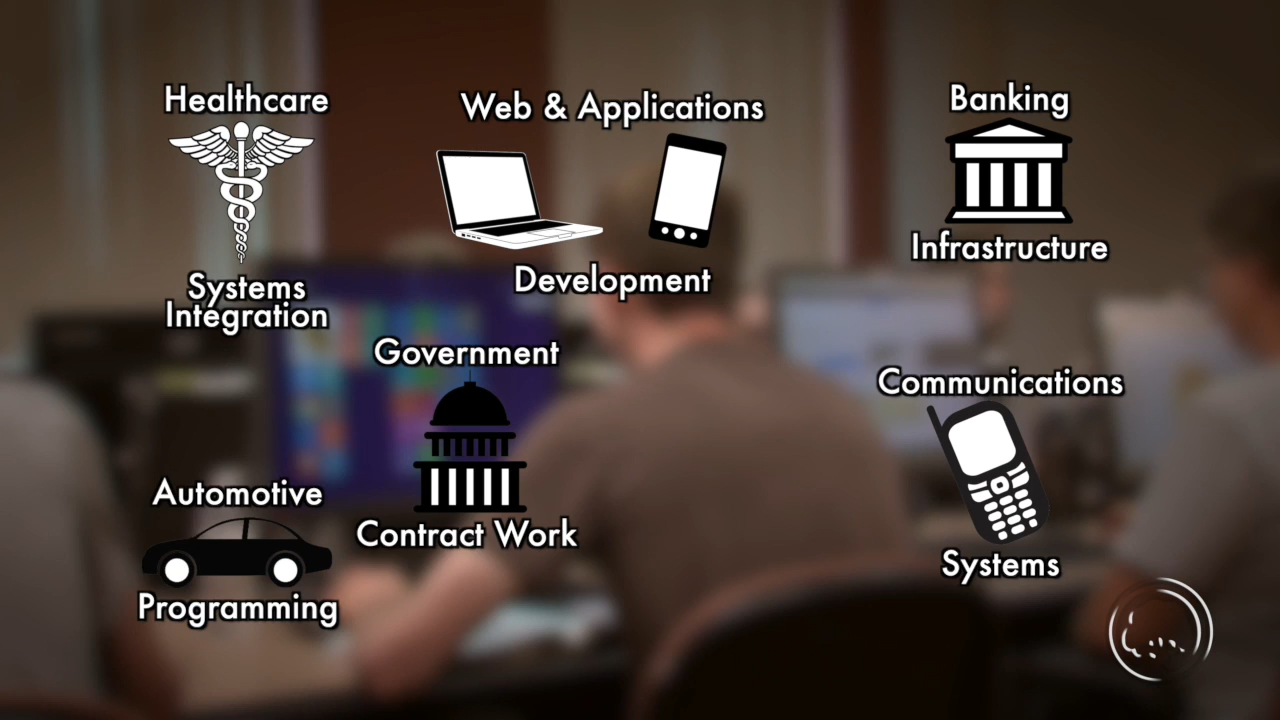 Healthcare
Systems
Integration
Web & Applications
Development
Banking
Infrastructure
Government
Contract Work
Communications
Systems
Automotive
Programming